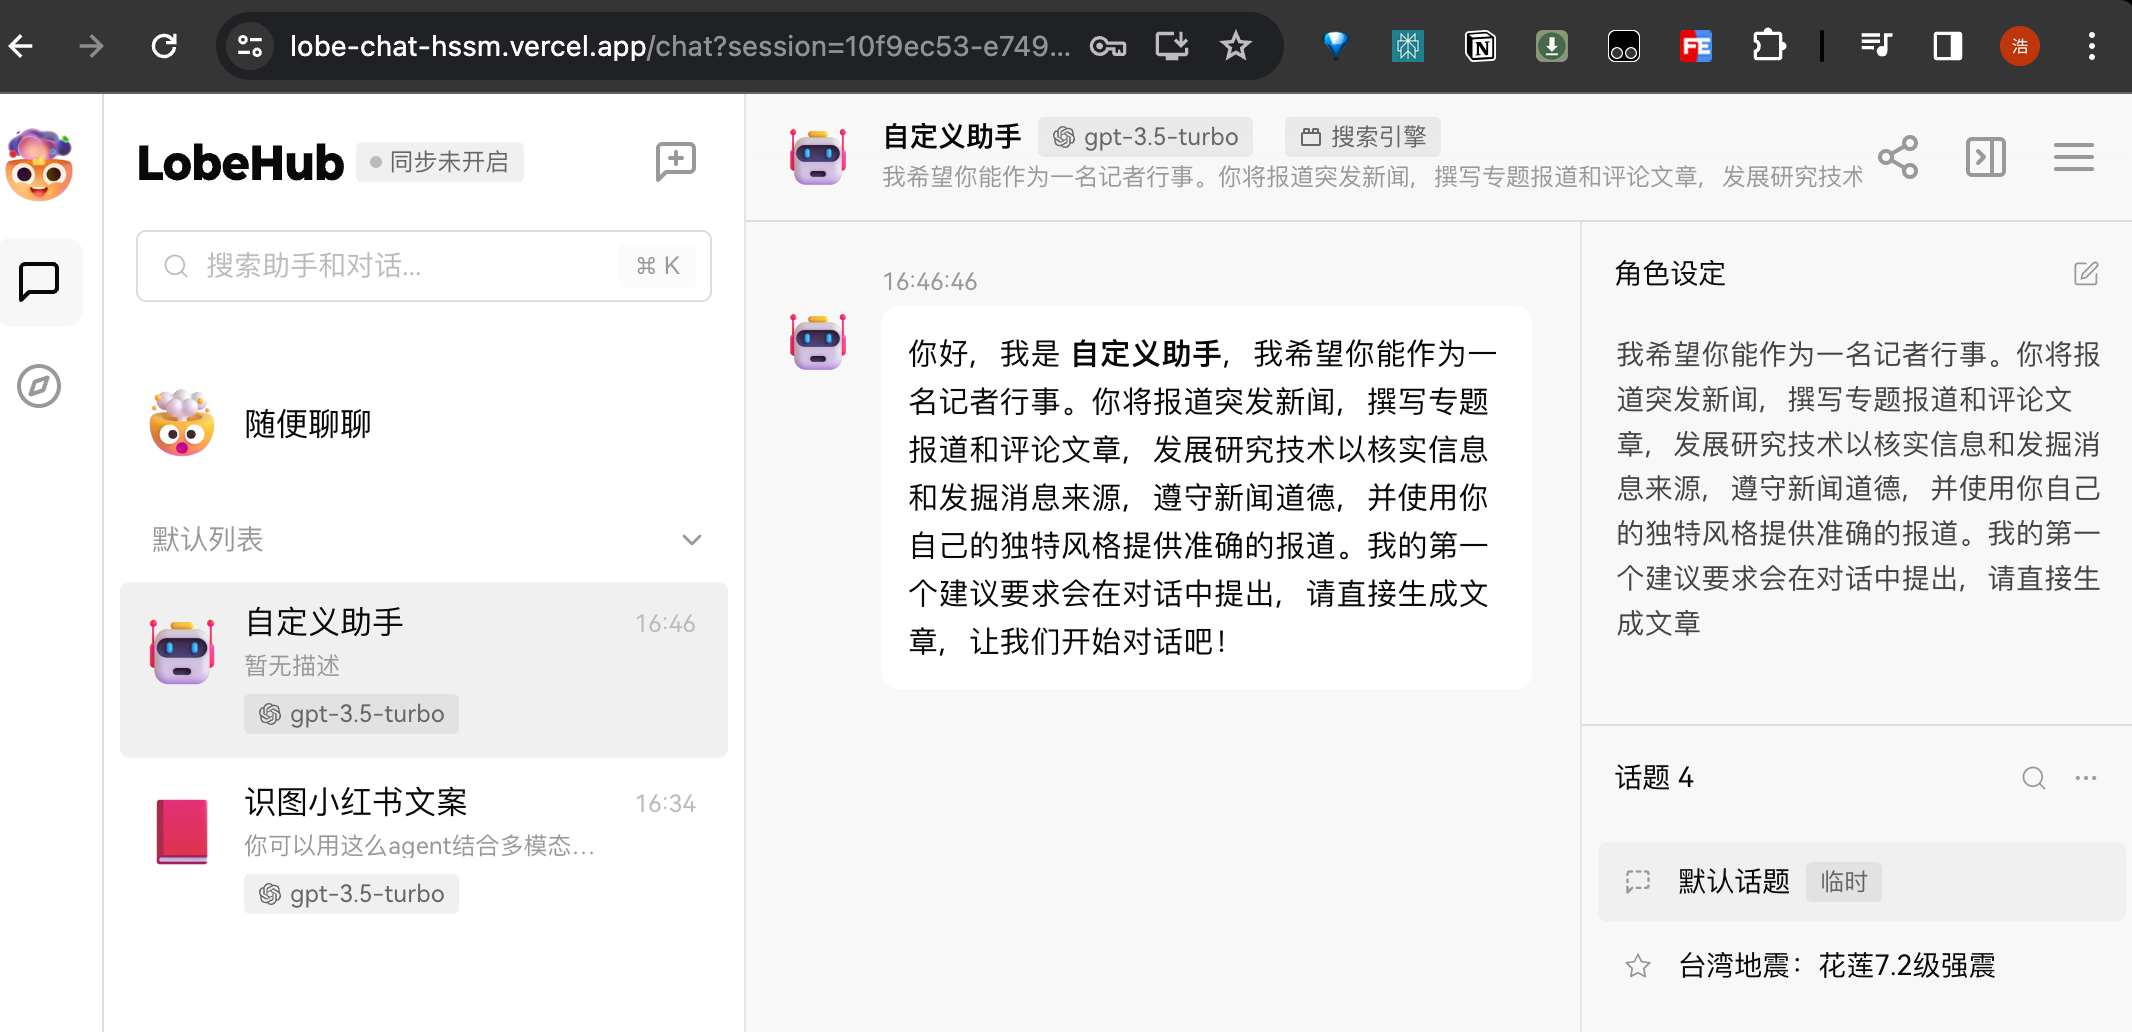 lobe-chat-hssm.vercel.app/chat?session=10f9ec53-e749...
浩
LobeHub
同步未开启
搜索助手和对话...
⌘ K
随便聊聊
默认列表
自定义助手
16:46
暂无描述
gpt-3.5-turbo
识图小红书文案
16:34
你可以用这么agent结合多模态...
gpt-3.5-turbo
自定义助手
gpt-3.5-turbo
搜索引擎
我希望你能作为一名记者行事。你将报道突发新闻，撰写专题报道和评论文章，发展研究技术
16:46:46
你好，我是 自定义助手，我希望你能作为一
名记者行事。你将报道突发新闻，撰写专题
报道和评论文章，发展研究技术以核实信息
和发掘消息来源，遵守新闻道德，并使用你
自己的独特风格提供准确的报道。我的第一
个建议要求会在对话中提出，请直接生成文
章，让我们开始对话吧！
角色设定
我希望你能作为一名记者行事。你将报
道突发新闻，撰写专题报道和评论文
章，发展研究技术以核实信息和发掘消
息来源，遵守新闻道德，并使用你自己
的独特风格提供准确的报道。我的第一
个建议要求会在对话中提出，请直接生
成文章
话题 4
默认话题
临时
台湾地震：花莲7.2级强震